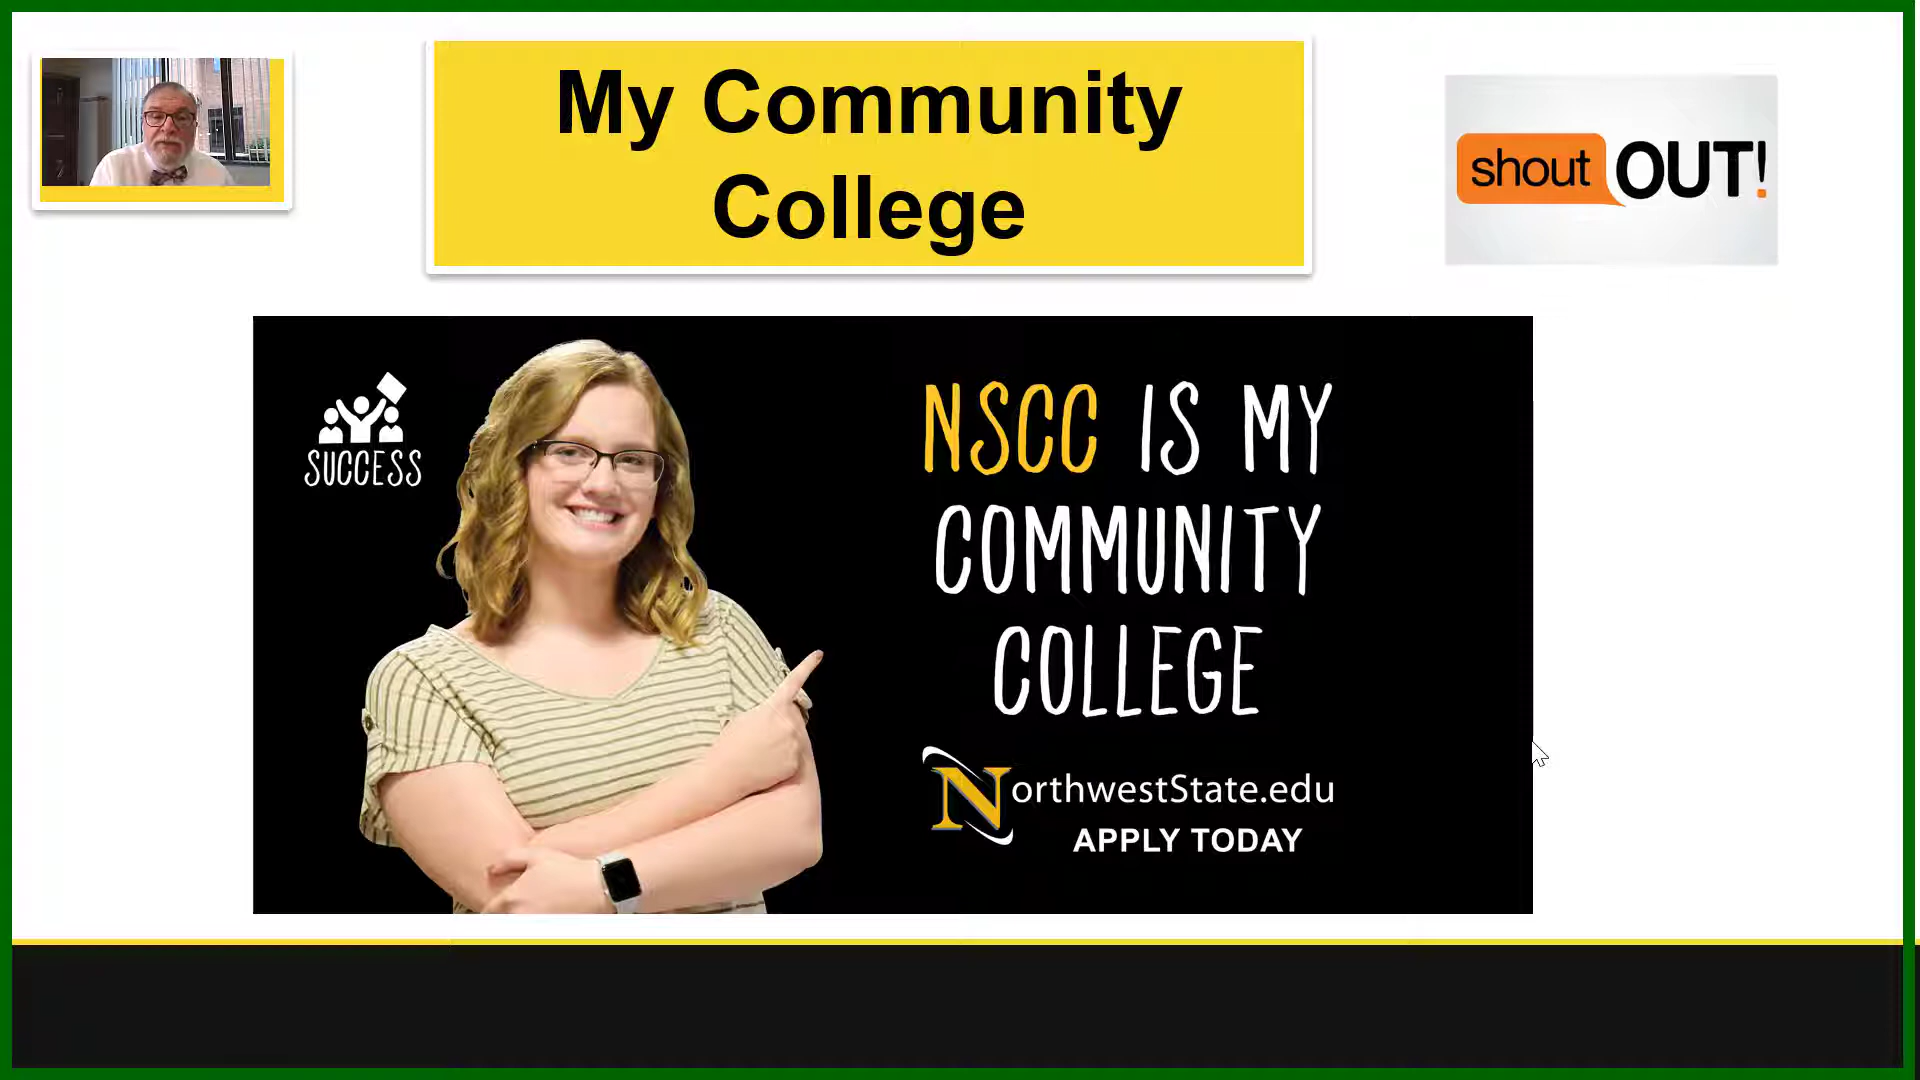 My Community
College
shout OUT!
SUCCESS
NSCC IS MY
COMMUNITY
COLLEGE
NorthwestState.edu
APPLY TODAY